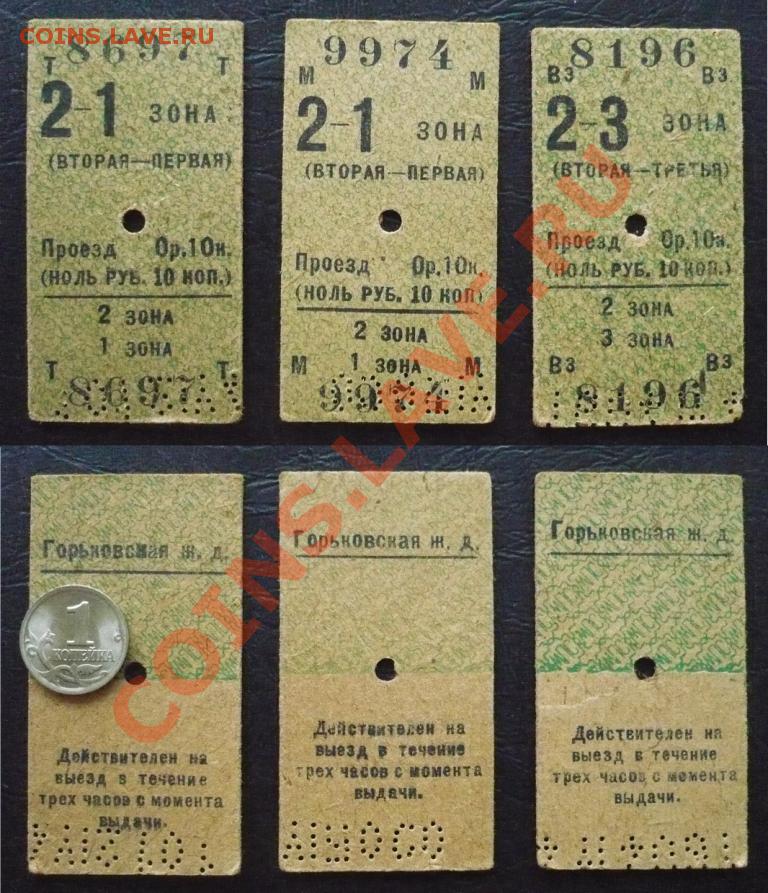 COINS.LAVE.RU
8697
Т Т
2-1 ЗОНА
(ВТОРАЯ—ПЕРВАЯ)
Проезд 0р.10к.
(НОЛЬ РУБ. 10 КОП.)
2 ЗОНА
1 ЗОНА
Т Т
8697
9974
М М
2-1 ЗОНА
(ВТОРАЯ—ПЕРВАЯ)
Проезд 0р.10к.
(НОЛЬ РУБ. 10 КОП)
2 ЗОНА
М 1 ЗОНА М
9974
8196
ВЗ ВЗ
2-3 ЗОНА
(ВТОРАЯ—ТРЕТЬЯ)
Проезд 0р.10к.
(НОЛЬ РУБ. 10 КОП.)
2 ЗОНА
3 ЗОНА
ВЗ ВЗ
8196
Горьковская ж. д.
1
КОПЕЙКА
Действителен на
выезд в течение
трех часов с момента
выдачи.
Горьковская ж. д.
Действителен на
выезд в течение
трех часов с момента
выдачи.
Горьковская ж. д.
Действителен на
выезд в течение
трех часов с момента
выдачи.
COINS.LAVE.RU